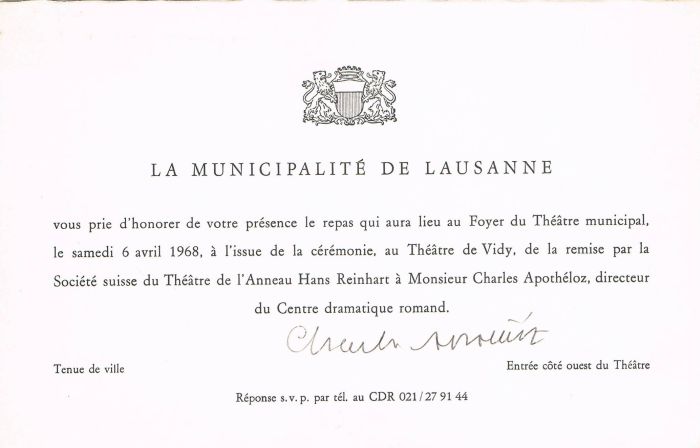 LA MUNICIPALITÉ DE LAUSANNE
vous prie d'honorer de votre présence le repas qui aura lieu au Foyer du Théâtre municipal,
le samedi 6 avril 1968, à l'issue de la cérémonie, au Théâtre de Vidy, de la remise par la
Société suisse du Théâtre de l'Anneau Hans Reinhart à Monsieur Charles Apothéloz, directeur
du Centre dramatique romand.
Tenue de ville
Entrée côté ouest du Théâtre
Réponse s.v.p. par tél. au CDR 021/27 91 44